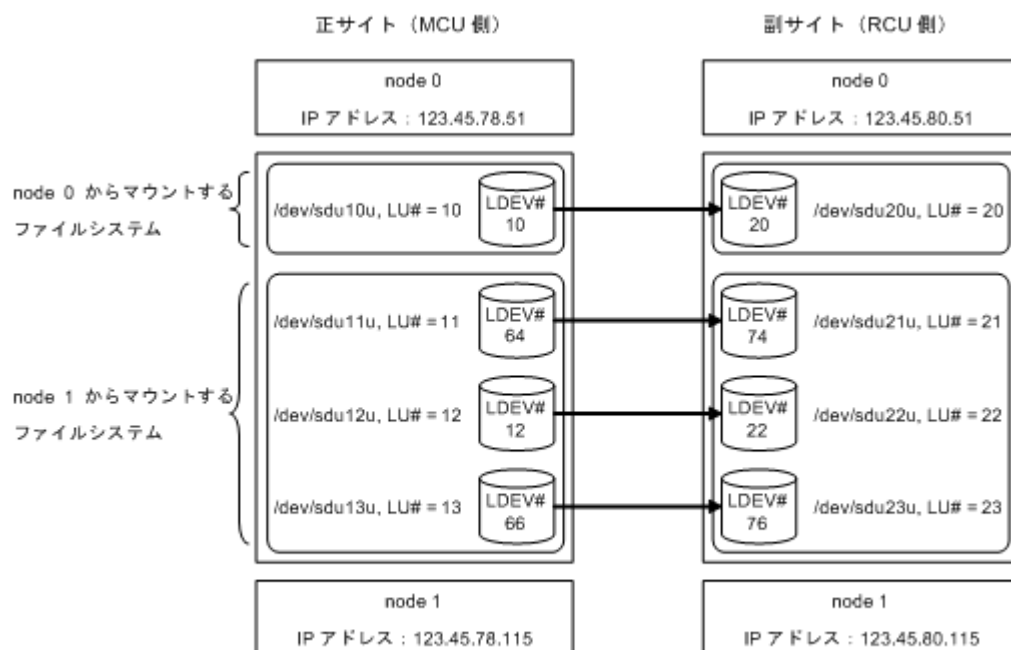 正サイト（MCU 側）
副サイト（RCU 側）
node 0
IP アドレス : 123.45.78.51
node 0
IP アドレス : 123.45.80.51
node 0 からマウントする
ファイルシステム
/dev/sdu10u, LU# = 10
LDEV#
10
LDEV#
20
/dev/sdu20u, LU# = 20
node 1 からマウントする
ファイルシステム
/dev/sdu11u, LU# = 11
LDEV#
64
LDEV#
74
/dev/sdu21u, LU# = 21
/dev/sdu12u, LU# = 12
LDEV#
12
LDEV#
22
/dev/sdu22u, LU# = 22
/dev/sdu13u, LU# = 13
LDEV#
66
LDEV#
76
/dev/sdu23u, LU# = 23
node 1
IP アドレス : 123.45.78.115
node 1
IP アドレス : 123.45.80.115